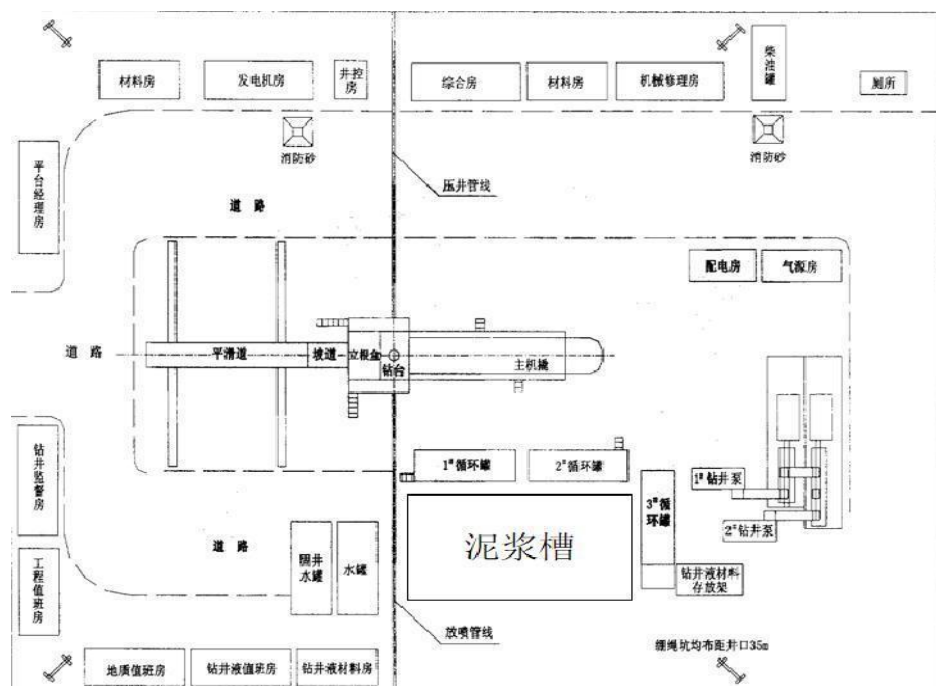 材料房
发电机房
井控房
综合房
材料房
机械修理房
柴油罐
厕所
消防砂
消防砂
平台经理房
压井管线
道 路
配电房
气源房
道 路
平滑道
坡道
立根盒
钻台
主机撬
钻井监督房
1#循环罐
2#循环罐
3#循环罐
1#钻井泵
2#钻井泵
泥浆槽
道 路
固井水罐
水罐
钻井液材料
存放架
工程值班房
放喷管线
绷绳坑均布距井口35m
地质值班房
钻井液值班房
钻井液材料房